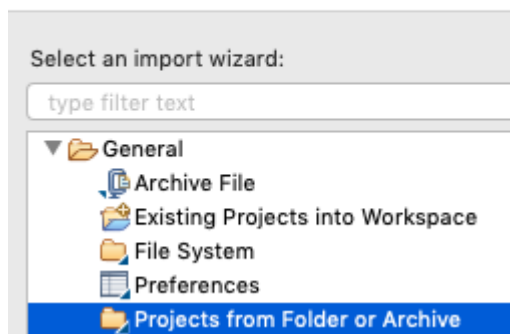 Select an import wizard:
type filter text
General
Archive File
Existing Projects into Workspace
File System
Preferences
Projects from Folder or Archive